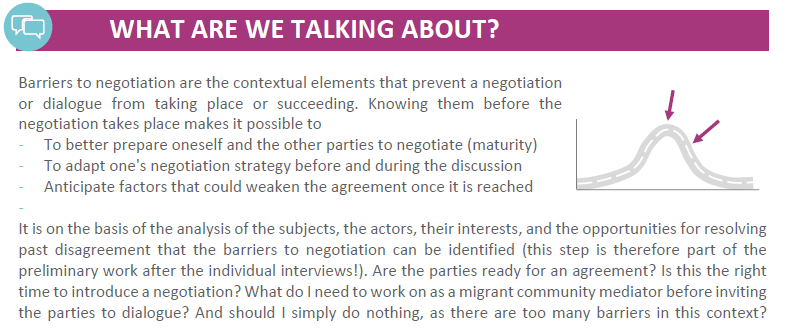 WHAT ARE WE TALKING ABOUT?
Barriers to negotiation are the contextual elements that prevent a negotiation
or dialogue from taking place or succeeding. Knowing them before the
negotiation takes place makes it possible to
- To better prepare oneself and the other parties to negotiate (maturity)
- To adapt one's negotiation strategy before and during the discussion
- Anticipate factors that could weaken the agreement once it is reached
-
It is on the basis of the analysis of the subjects, the actors, their interests, and the opportunities for resolving
past disagreement that the barriers to negotiation can be identified (this step is therefore part of the
preliminary work after the individual interviews!). Are the parties ready for an agreement? Is this the right
time to introduce a negotiation? What do I need to work on as a migrant community mediator before inviting
the parties to dialogue? And should I simply do nothing, as there are too many barriers in this context?